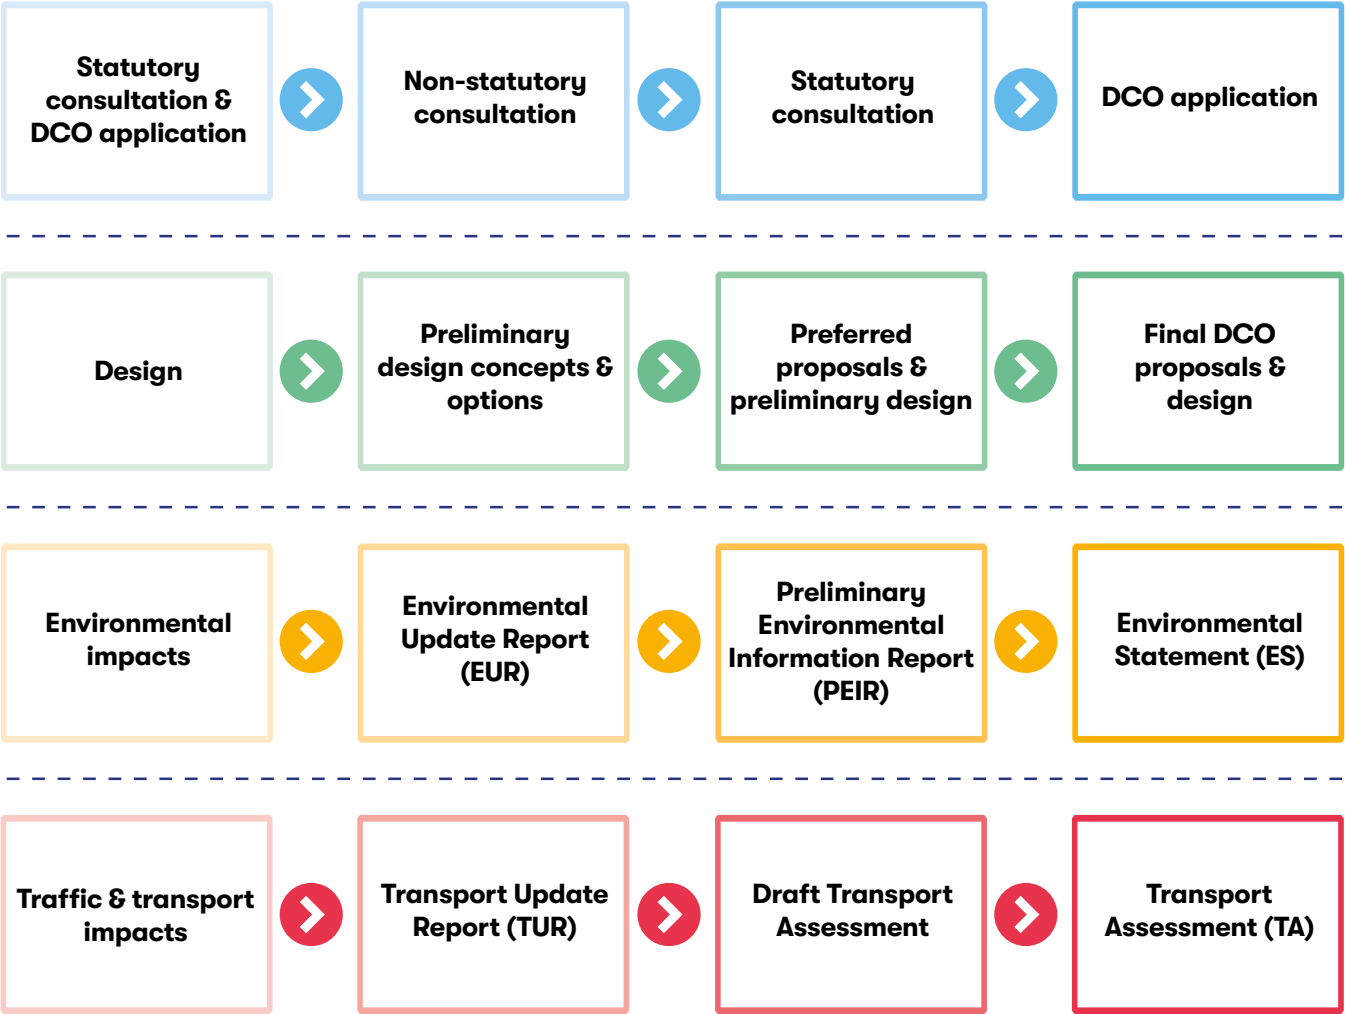 Statutory
consultation &
DCO application
Non-statutory
consultation
Statutory
consultation
DCO application
Design
Preliminary
design concepts &
options
Preferred
proposals &
preliminary design
Final DCO
proposals &
design
Environmental
impacts
Environmental
Update Report
(EUR)
Preliminary
Environmental
Information Report
(PEIR)
Environmental
Statement (ES)
Traffic & transport
impacts
Transport Update
Report (TUR)
Draft Transport
Assessment
Transport
Assessment (TA)